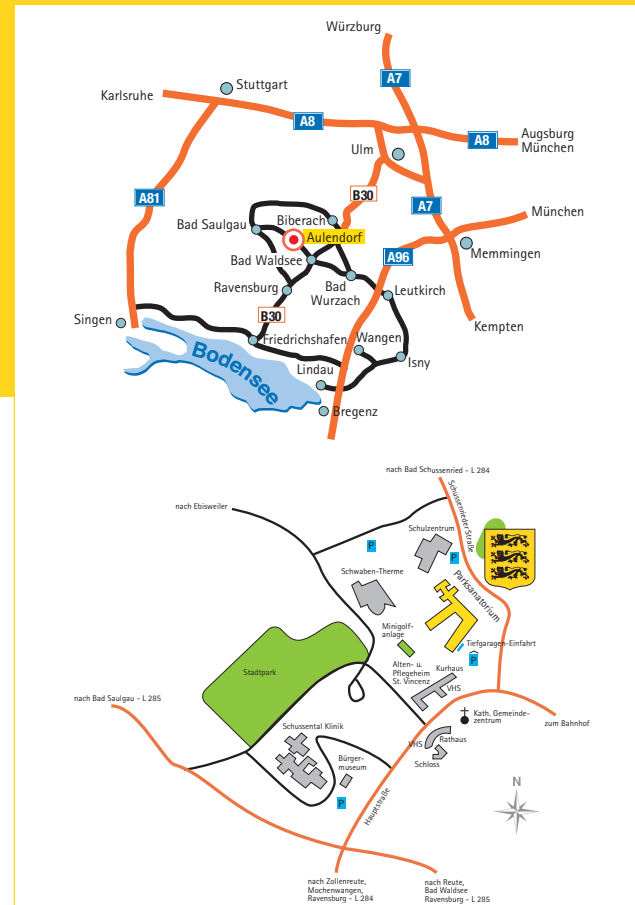 Würzburg
A7
Stuttgart
Karlsruhe
A8
A8
Augsburg
München
Ulm
A81
B30
A7
München
Biberach
Bad Saulgau
Aulendorf
Memmingen
Bad Waldsee
A96
Ravensburg
Bad
Wurzach
Leutkirch
B30
Singen
Kempten
Friedrichshafen
Wangen
Bodensee
Lindau
Isny
Bregenz
nach Bad Schussenried - L 284
Schussenrieder Straße
nach Ebisweiler
Schulzentrum
P
P
Schwaben-Therme
Parksanatorium
Minigolf-
anlage
Tiefgaragen-Einfahrt
P
Alten- u.
Pflegeheim
St. Vincenz
Kurhaus
VHS
Stadtpark
nach Bad Saulgau - L 285
Kath. Gemeinde-
zentrum
zum Bahnhof
Schussental Klinik
VHS
Rathaus
Schloss
Bürger-
museum
P
Hauptstraße
N
nach Zollenreute,
Mochenwangen,
Ravensburg - L 284
nach Reute,
Bad Waldsee
Ravensburg - L 285